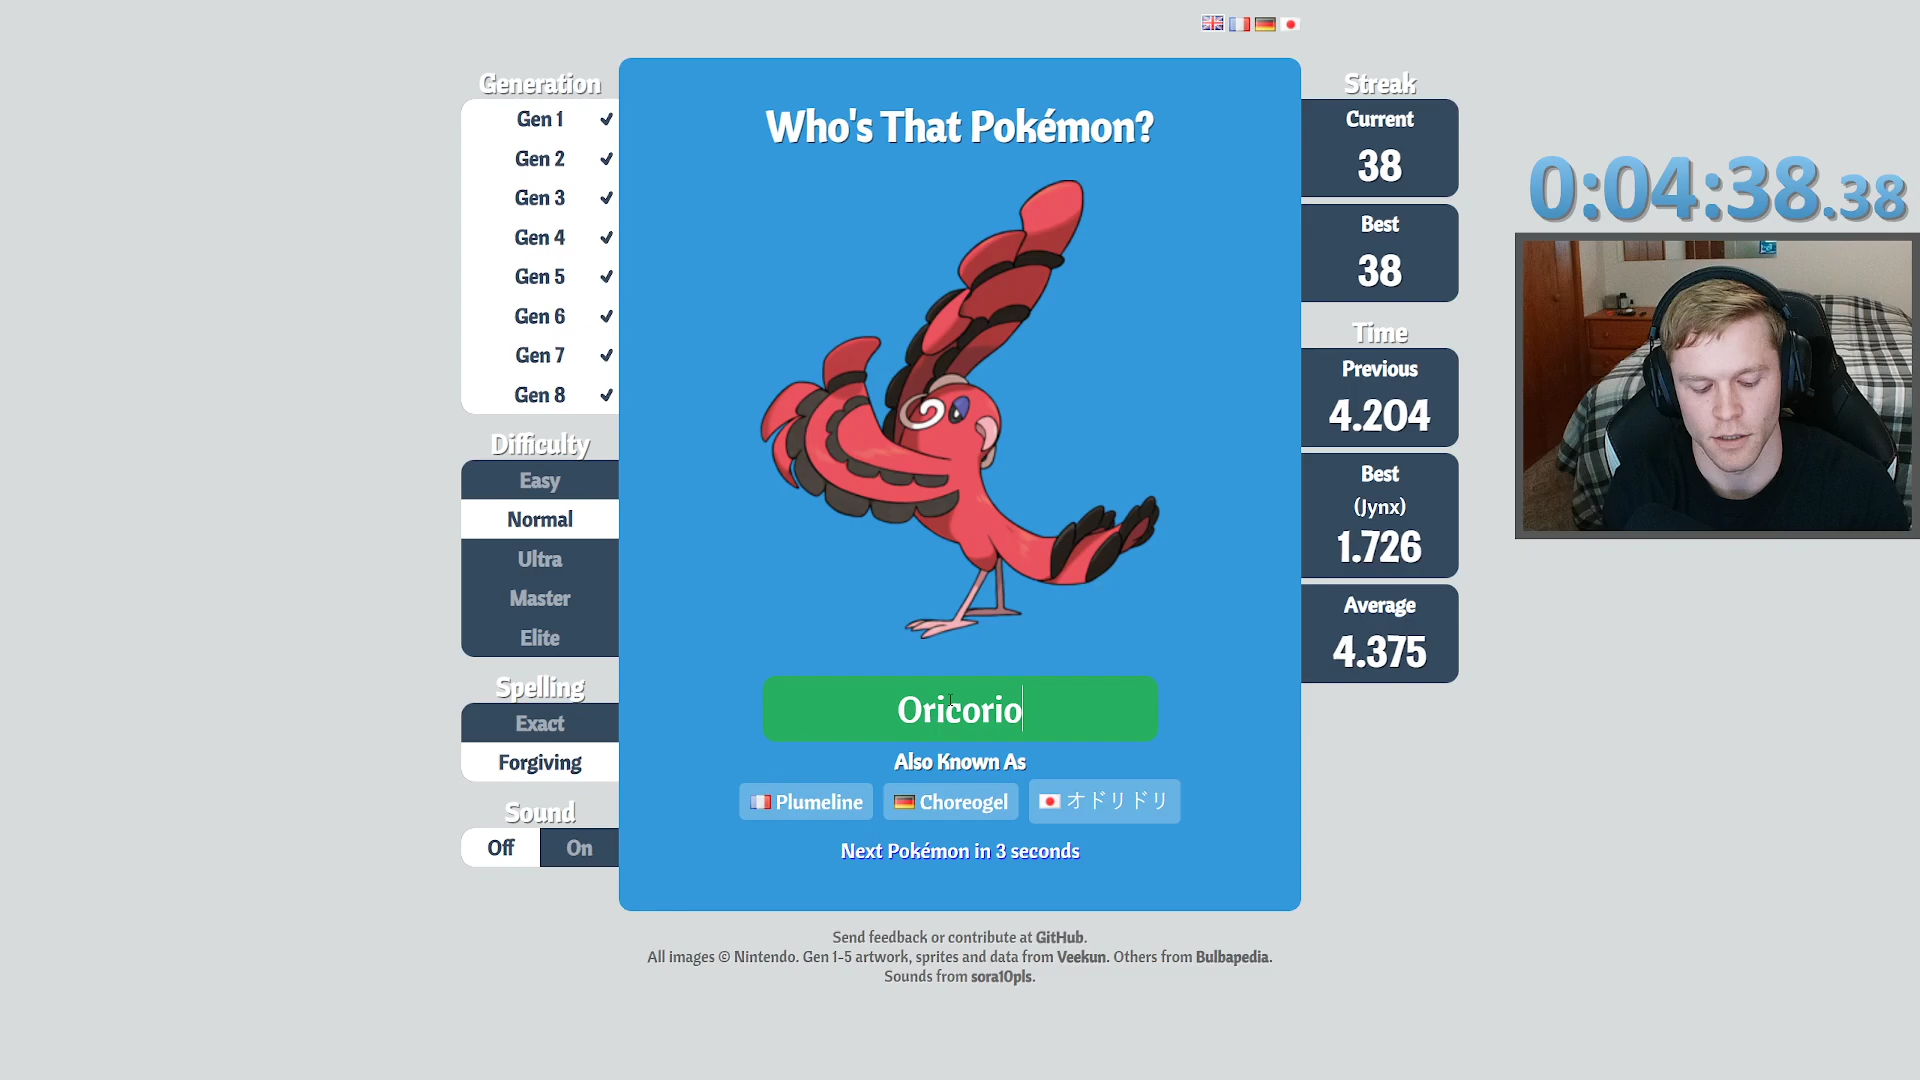 Generation
Gen 1 ✔
Gen 2 ✔
Gen 3 ✔
Gen 4 ✔
Gen 5 ✔
Gen 6 ✔
Gen 7 ✔
Gen 8 ✔
Difficulty
Easy
Normal
Ultra
Master
Elite
Spelling
Exact
Forgiving
Sound
Off On
Who's That Pokémon?
Oricorio
Also Known As
Plumeline Choreogel オドリドリ
Next Pokémon in 3 seconds
Streak
Current
38
Best
38
Time
Previous
4.204
Best
(Jynx)
1.726
Average
4.375
0:04:38.38
Send feedback or contribute at GitHub.
All images © Nintendo. Gen 1-5 artwork, sprites and data from Veekun. Others from Bulbapedia.
Sounds from sora10pls.